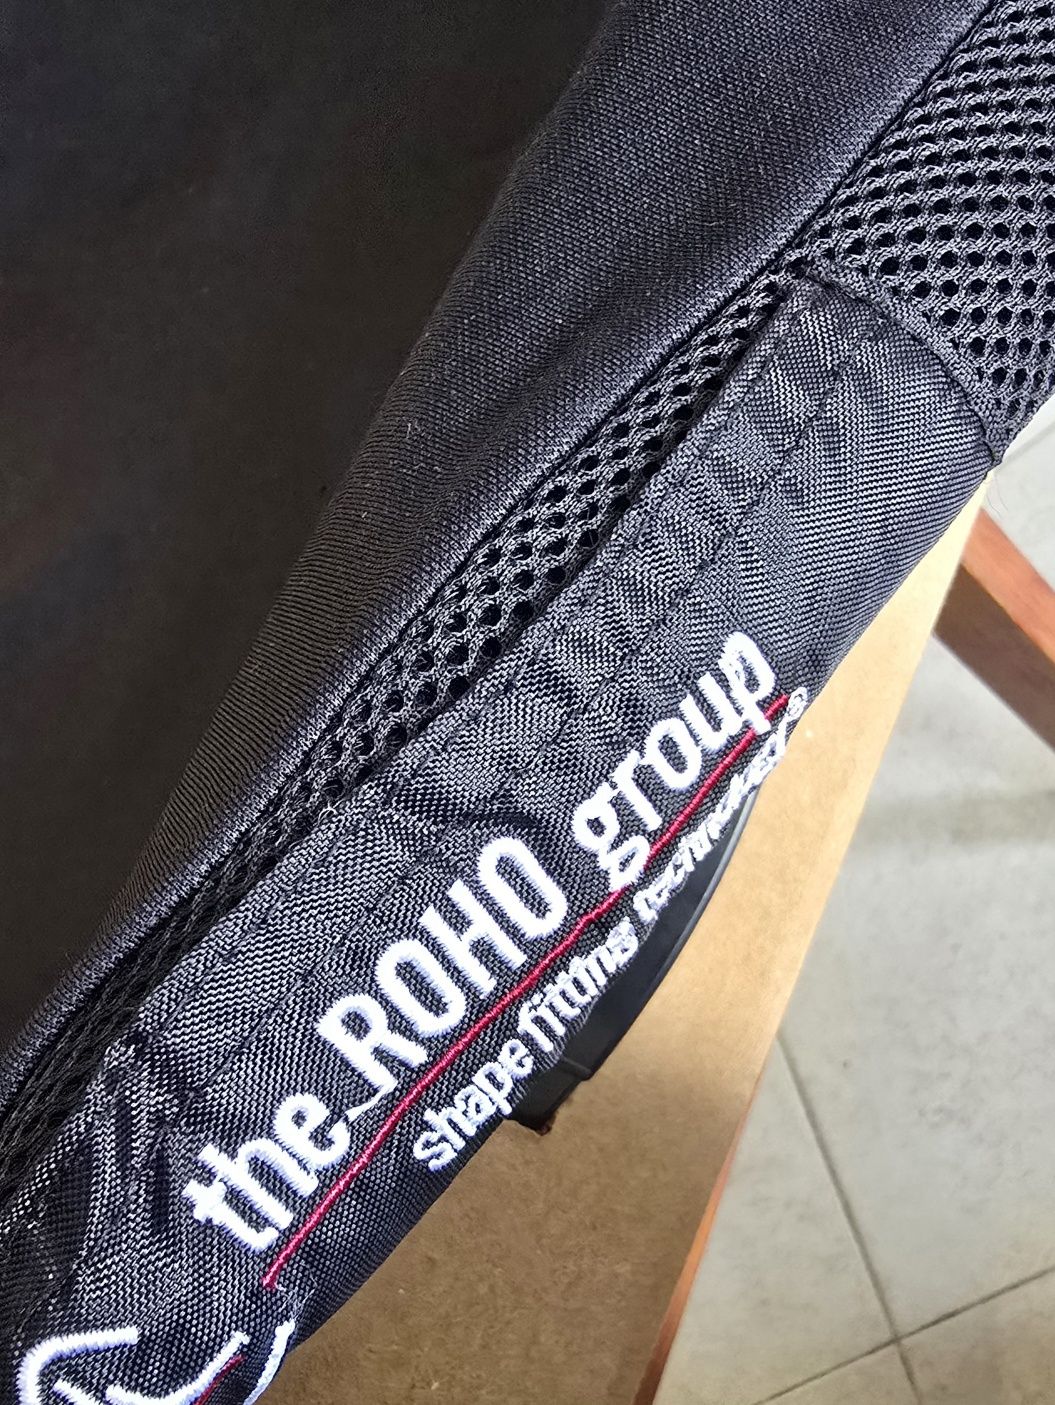 the ROHO group
shape fitting technology®